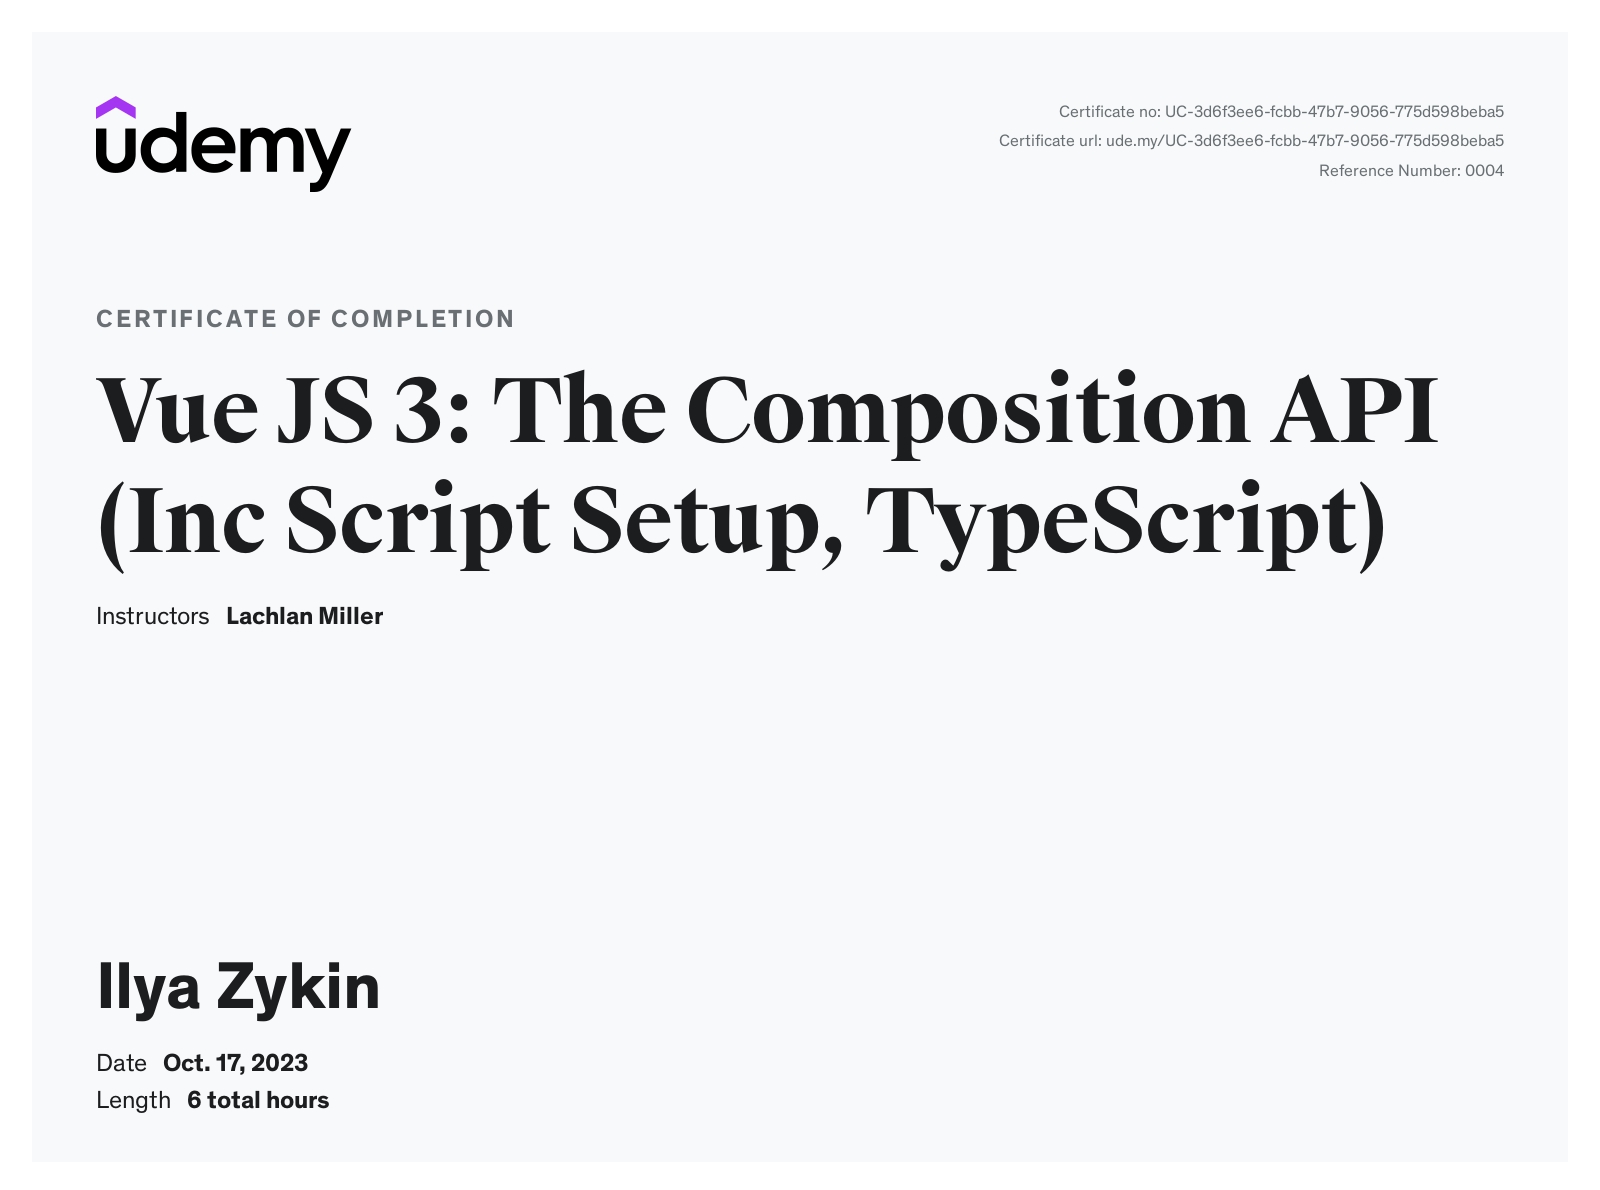 udemy
Certificate no: UC-3d6f3ee6-fcbb-47b7-9056-775d598beba5
Certificate url: ude.my/UC-3d6f3ee6-fcbb-47b7-9056-775d598beba5
Reference Number: 0004
CERTIFICATE OF COMPLETION
Vue JS 3: The Composition API
(Inc Script Setup, TypeScript)
Instructors Lachlan Miller
Ilya Zykin
Date Oct. 17, 2023
Length 6 total hours